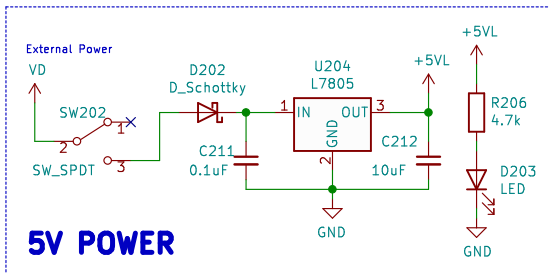 External Power
VD
SW202
1
2
3
SW_SPDT
D202
D_Schottky
U204
L7805
1
IN
OUT
3
GND
2
C211
0.1uF
C212
10uF
+5VL
GND
+5VL
R206
4.7k
D203
LED
GND
5V POWER